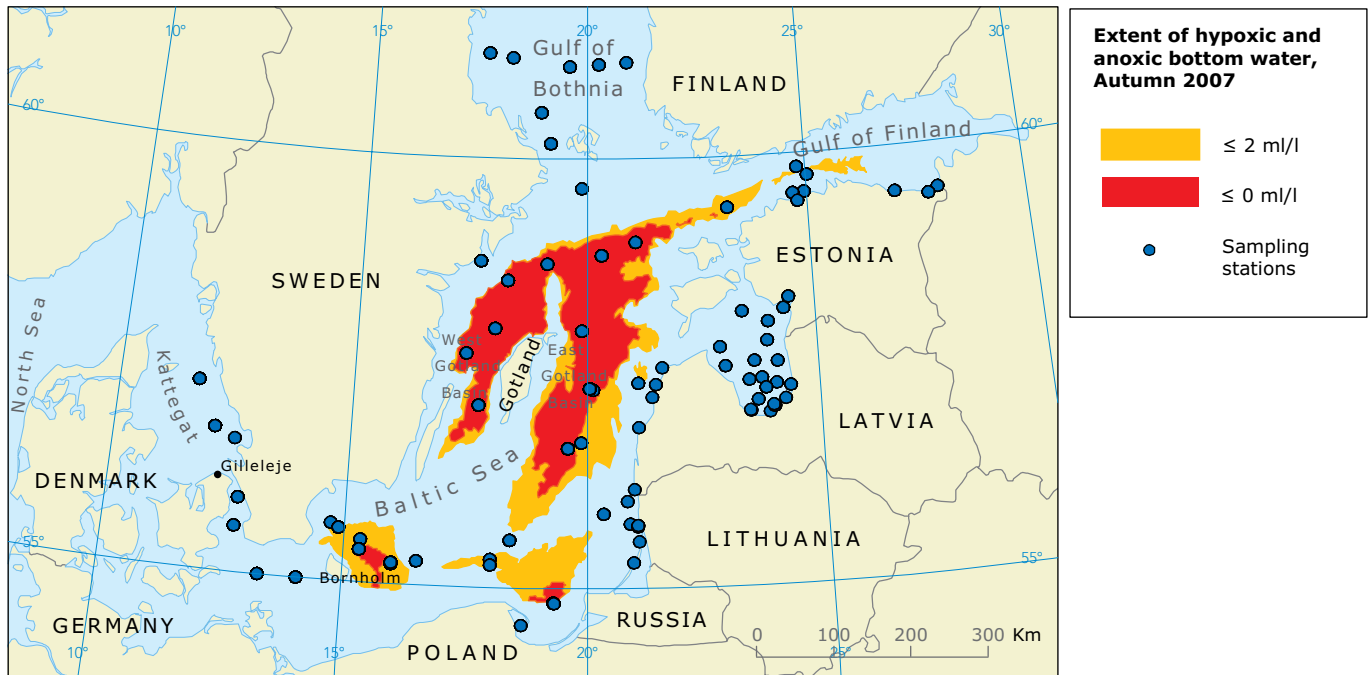 10°
15°
20°
25°
30°
Gulf of
Bothnia
FINLAND
60°
60°
Gulf of Finland
SWEDEN
ESTONIA
North Sea
Kattegat
West
Gotland
Basin
Gotland
East
Gotland
Basin
LATVIA
Gilleleje
DENMARK
Baltic Sea
LITHUANIA
55°
55°
Bornholm
GERMANY
RUSSIA
POLAND
0 100 200 300 Km
10°
15°
20°
25°
Extent of hypoxic and
anoxic bottom water,
Autumn 2007
≤ 2 ml/l
≤ 0 ml/l
Sampling
stations